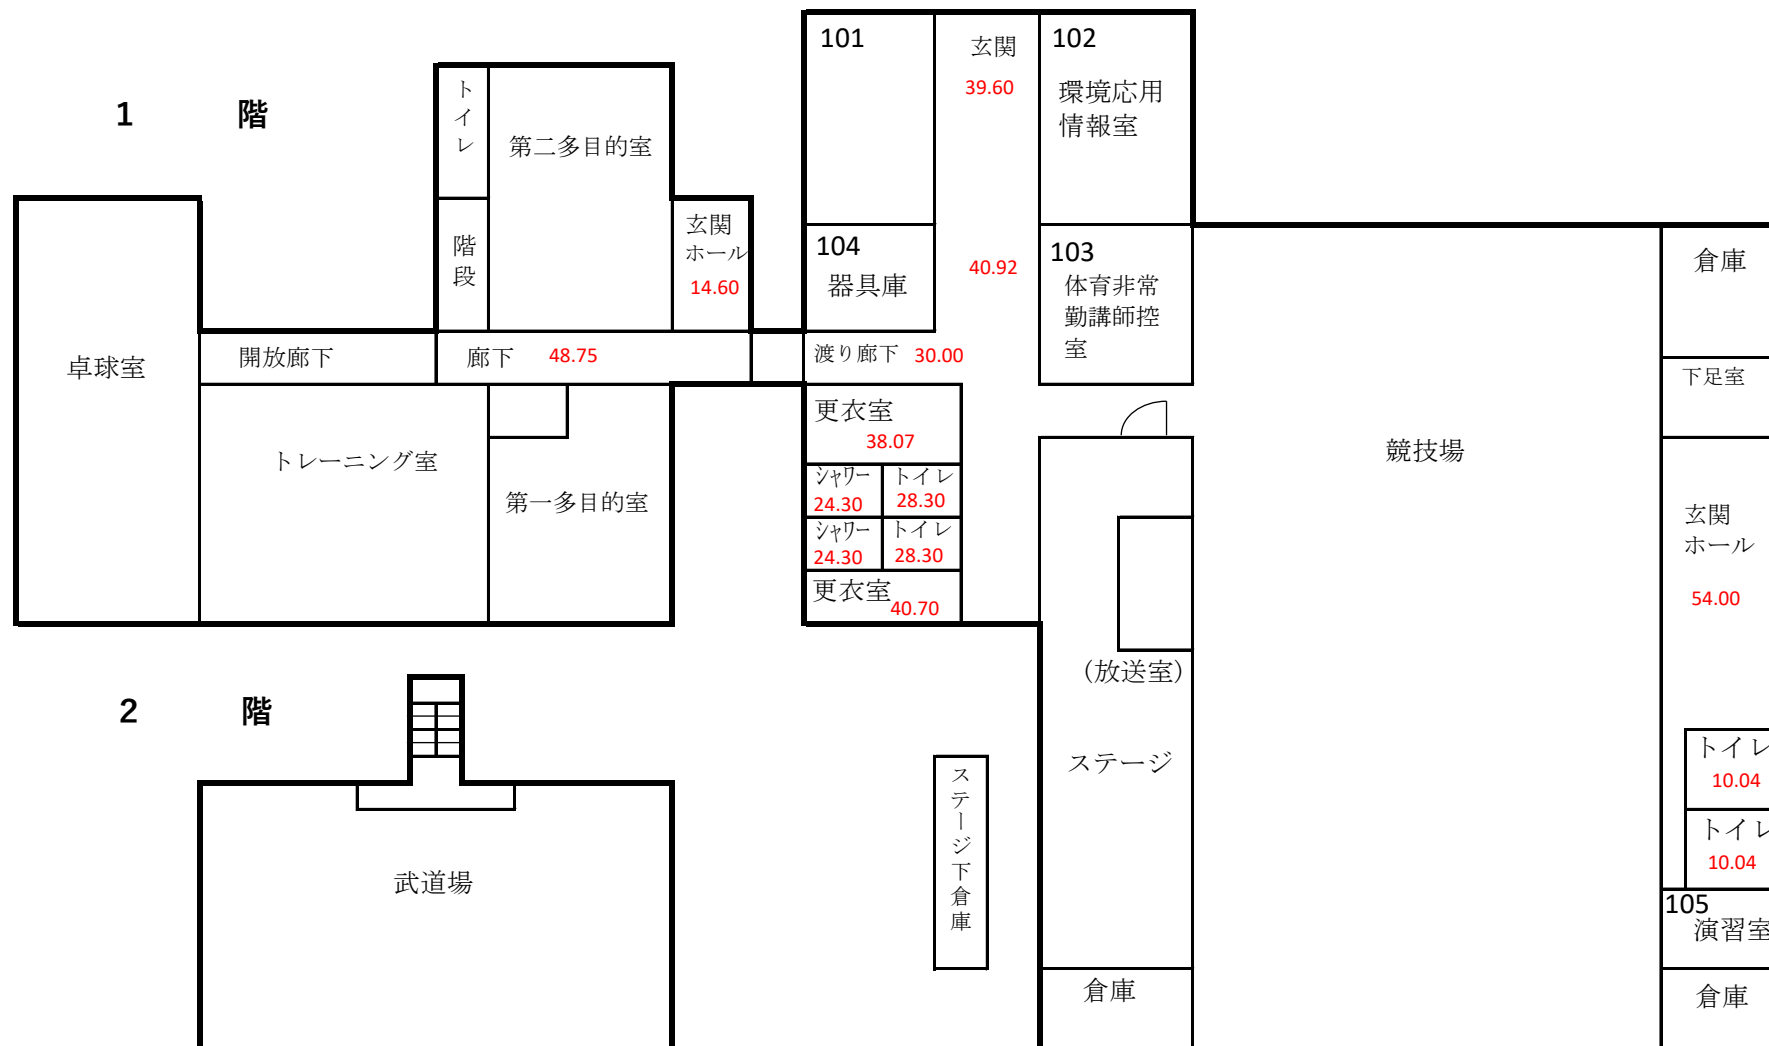 1 階
101
玄関
39.60
102
環境応用
情報室
トイレ
第二多目的室
階段
玄関
ホール
14.60
104
器具庫
40.92
103
体育非常
勤講師控
室
倉庫
卓球室
開放廊下
廊下 48.75
渡り廊下 30.00
下足室
更衣室
38.07
トレーニング室
第一多目的室
シャワー
24.30
トイレ
28.30
シャワー
24.30
トイレ
28.30
更衣室
40.70
競技場
玄関
ホール
54.00
(放送室)
ステージ
2 階
武道場
ステージ下倉庫
トイレ
10.04
トイレ
10.04
105
演習室
倉庫
倉庫